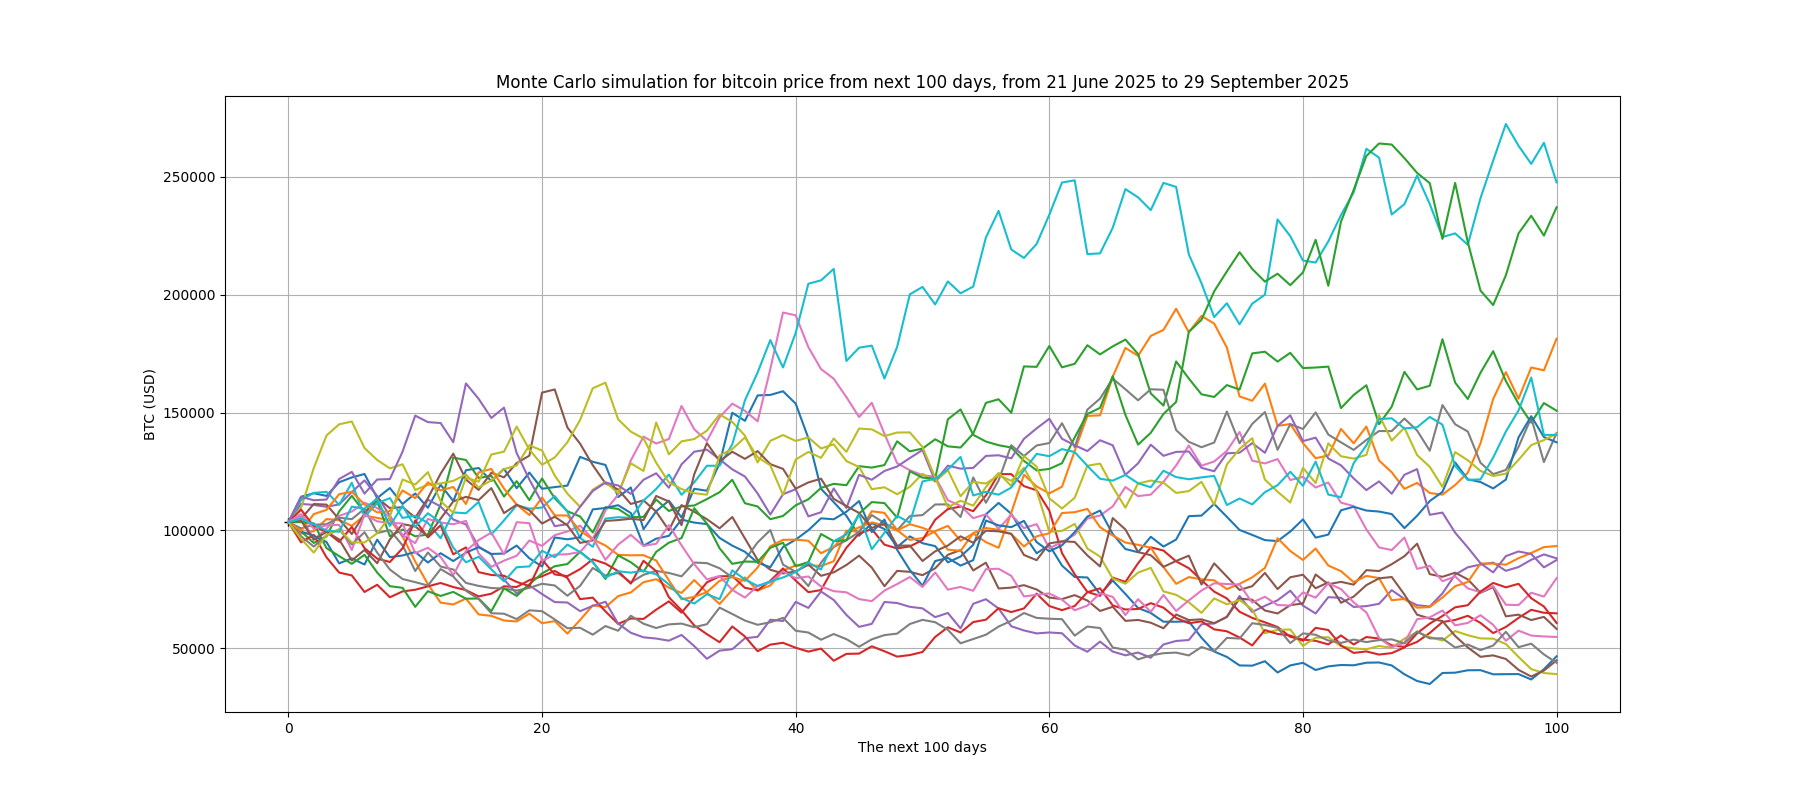 Monte Carlo simulation for bitcoin price from next 100 days, from 21 June 2025 to 29 September 2025
250000
200000
150000
100000
50000
BTC (USD)
0 20 40 60 80 100
The next 100 days